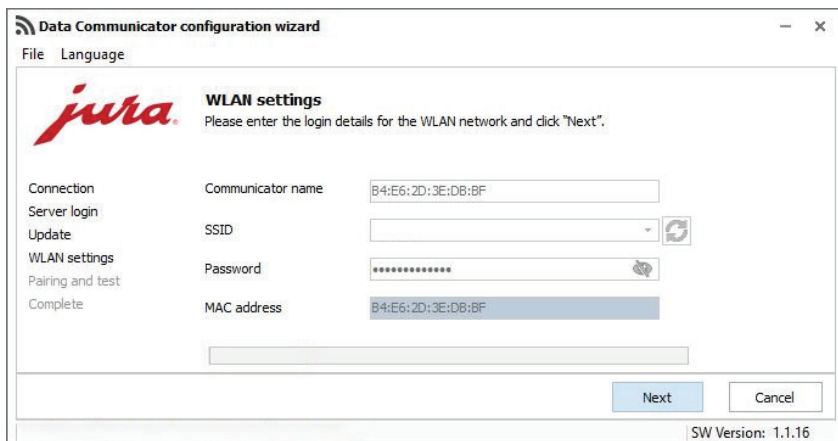 Data Communicator configuration wizard
File Language
jura
WLAN settings
Please enter the login details for the WLAN network and click "Next".
Connection
Server login
Update
WLAN settings
Pairing and test
Complete
Communicator name B4:E6:2D:3E:DB:BF
SSID
Password •••••••••••••
MAC address B4:E6:2D:3E:DB:BF
Next Cancel
SW Version: 1.1.16